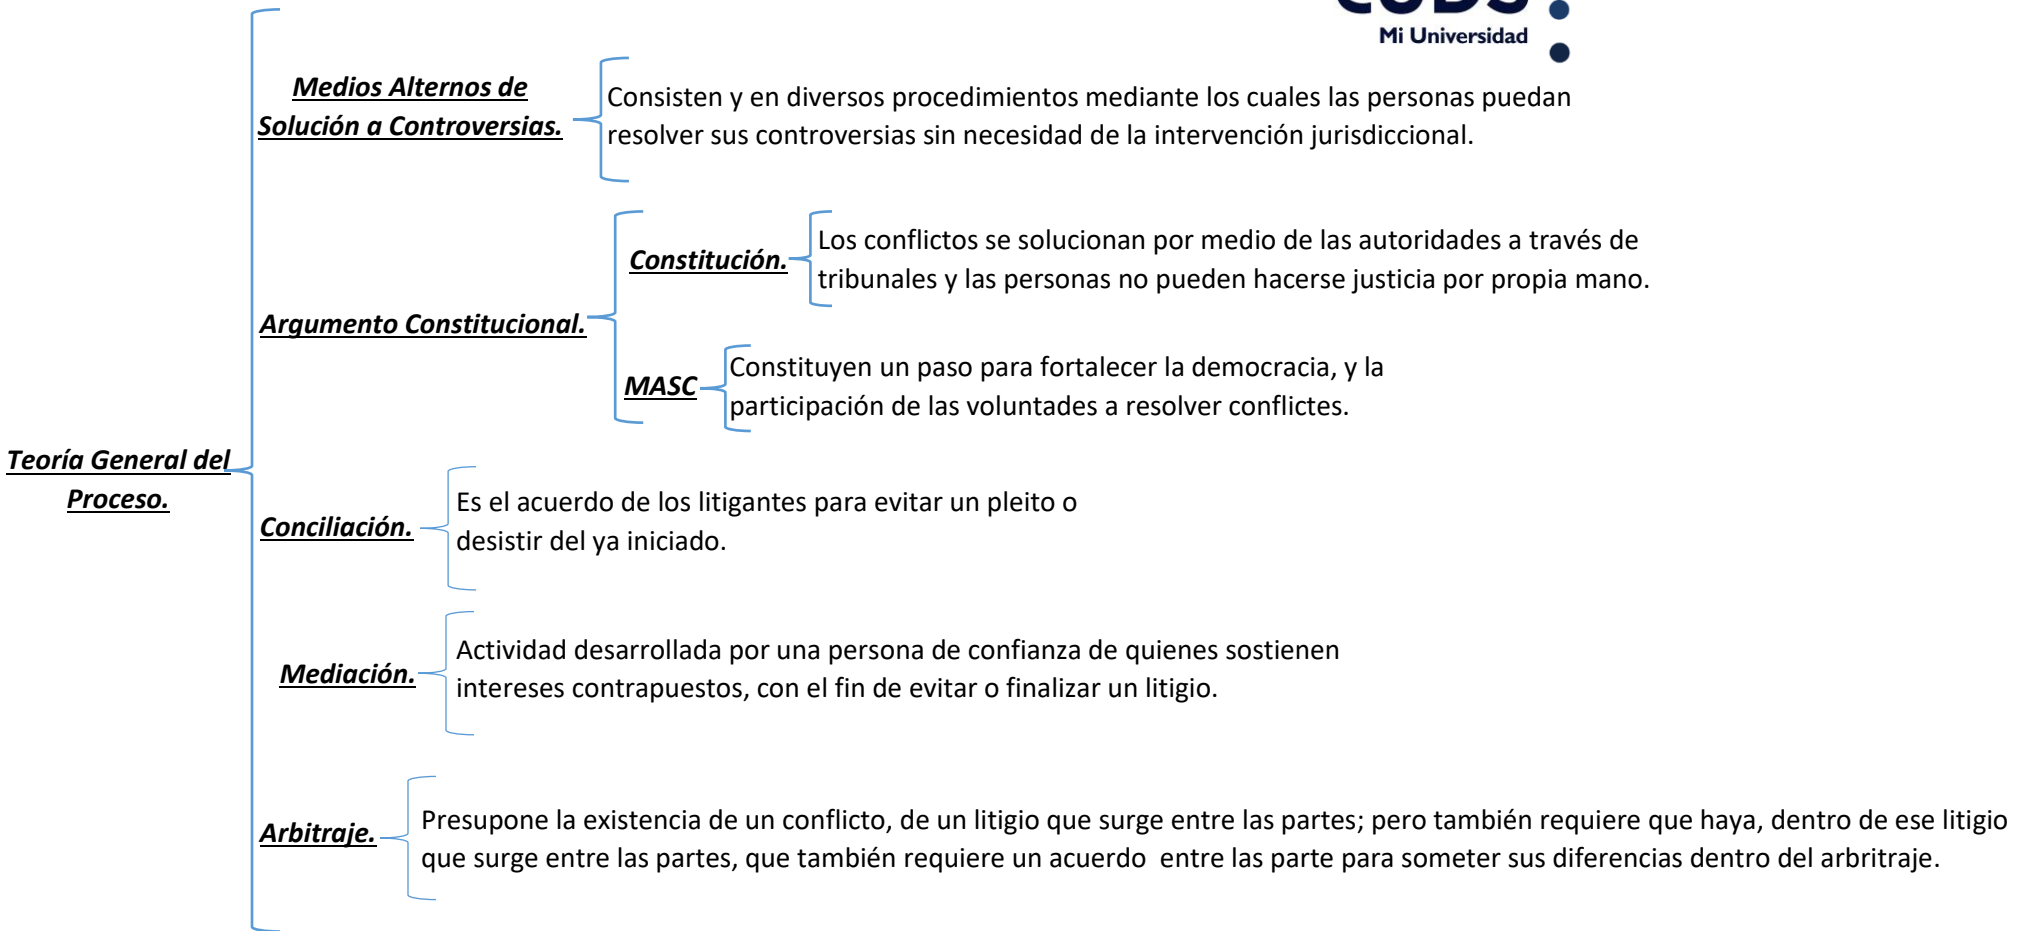 Mi Universidad
Medios Alternos de
Solución a Controversias.
Consisten y en diversos procedimientos mediante los cuales las personas puedan
resolver sus controversias sin necesidad de la intervención jurisdiccional.
Argumento Constitucional.
Constitución.
Los conflictos se solucionan por medio de las autoridades a través de
tribunales y las personas no pueden hacerse justicia por propia mano.
MASC
Constituyen un paso para fortalecer la democracia, y la
participación de las voluntades a resolver conflictes.
Teoría General del
Proceso.
Conciliación.
Es el acuerdo de los litigantes para evitar un pleito o
desistir del ya iniciado.
Mediación.
Actividad desarrollada por una persona de confianza de quienes sostienen
intereses contrapuestos, con el fin de evitar o finalizar un litigio.
Arbitraje.
Presupone la existencia de un conflicto, de un litigio que surge entre las partes; pero también requiere que haya, dentro de ese litigio
que surge entre las partes, que también requiere un acuerdo  entre las parte para someter sus diferencias dentro del arbritraje.